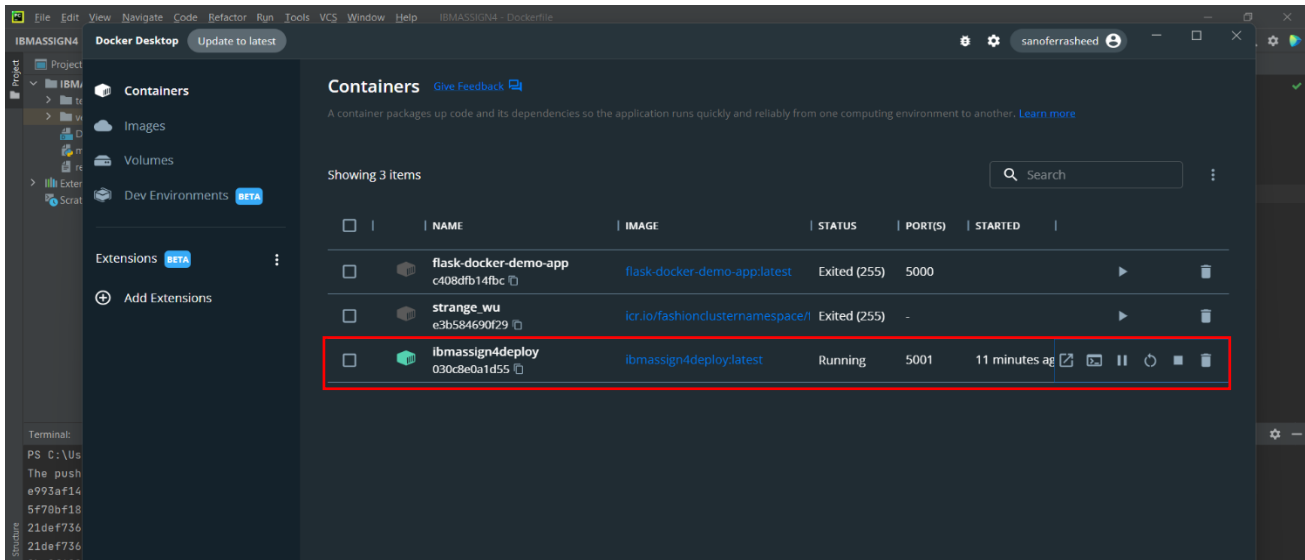 PC File Edit View Navigate Code Refactor Run Tools VCS Window Help IBMASSIGN4 - Dockerfile
IBMASSIGN4
Docker Desktop Update to latest sanoferrasheed
Project
Project
Containers
Images
Volumes
Dev Environments BETA
Extensions BETA
Add Extensions
Containers Give Feedback
A container packages up code and its dependencies so the application runs quickly and reliably from one computing environment to another. Learn more
Showing 3 items Search
NAME IMAGE STATUS PORT(S) STARTED
flask-docker-demo-app flask-docker-demo-app:latest Exited (255) 5000
c408dfb14fbc
strange_wu icr.io/fashionclusternamespace/ Exited (255) -
e3b584690f29
ibmassign4deploy ibmassign4deploy:latest Running 5001 11 minutes ag
030c8e0a1d55
Terminal:
PS C:\Us
The push
e993af14
5f70bf18
21def736
21def736
Structure